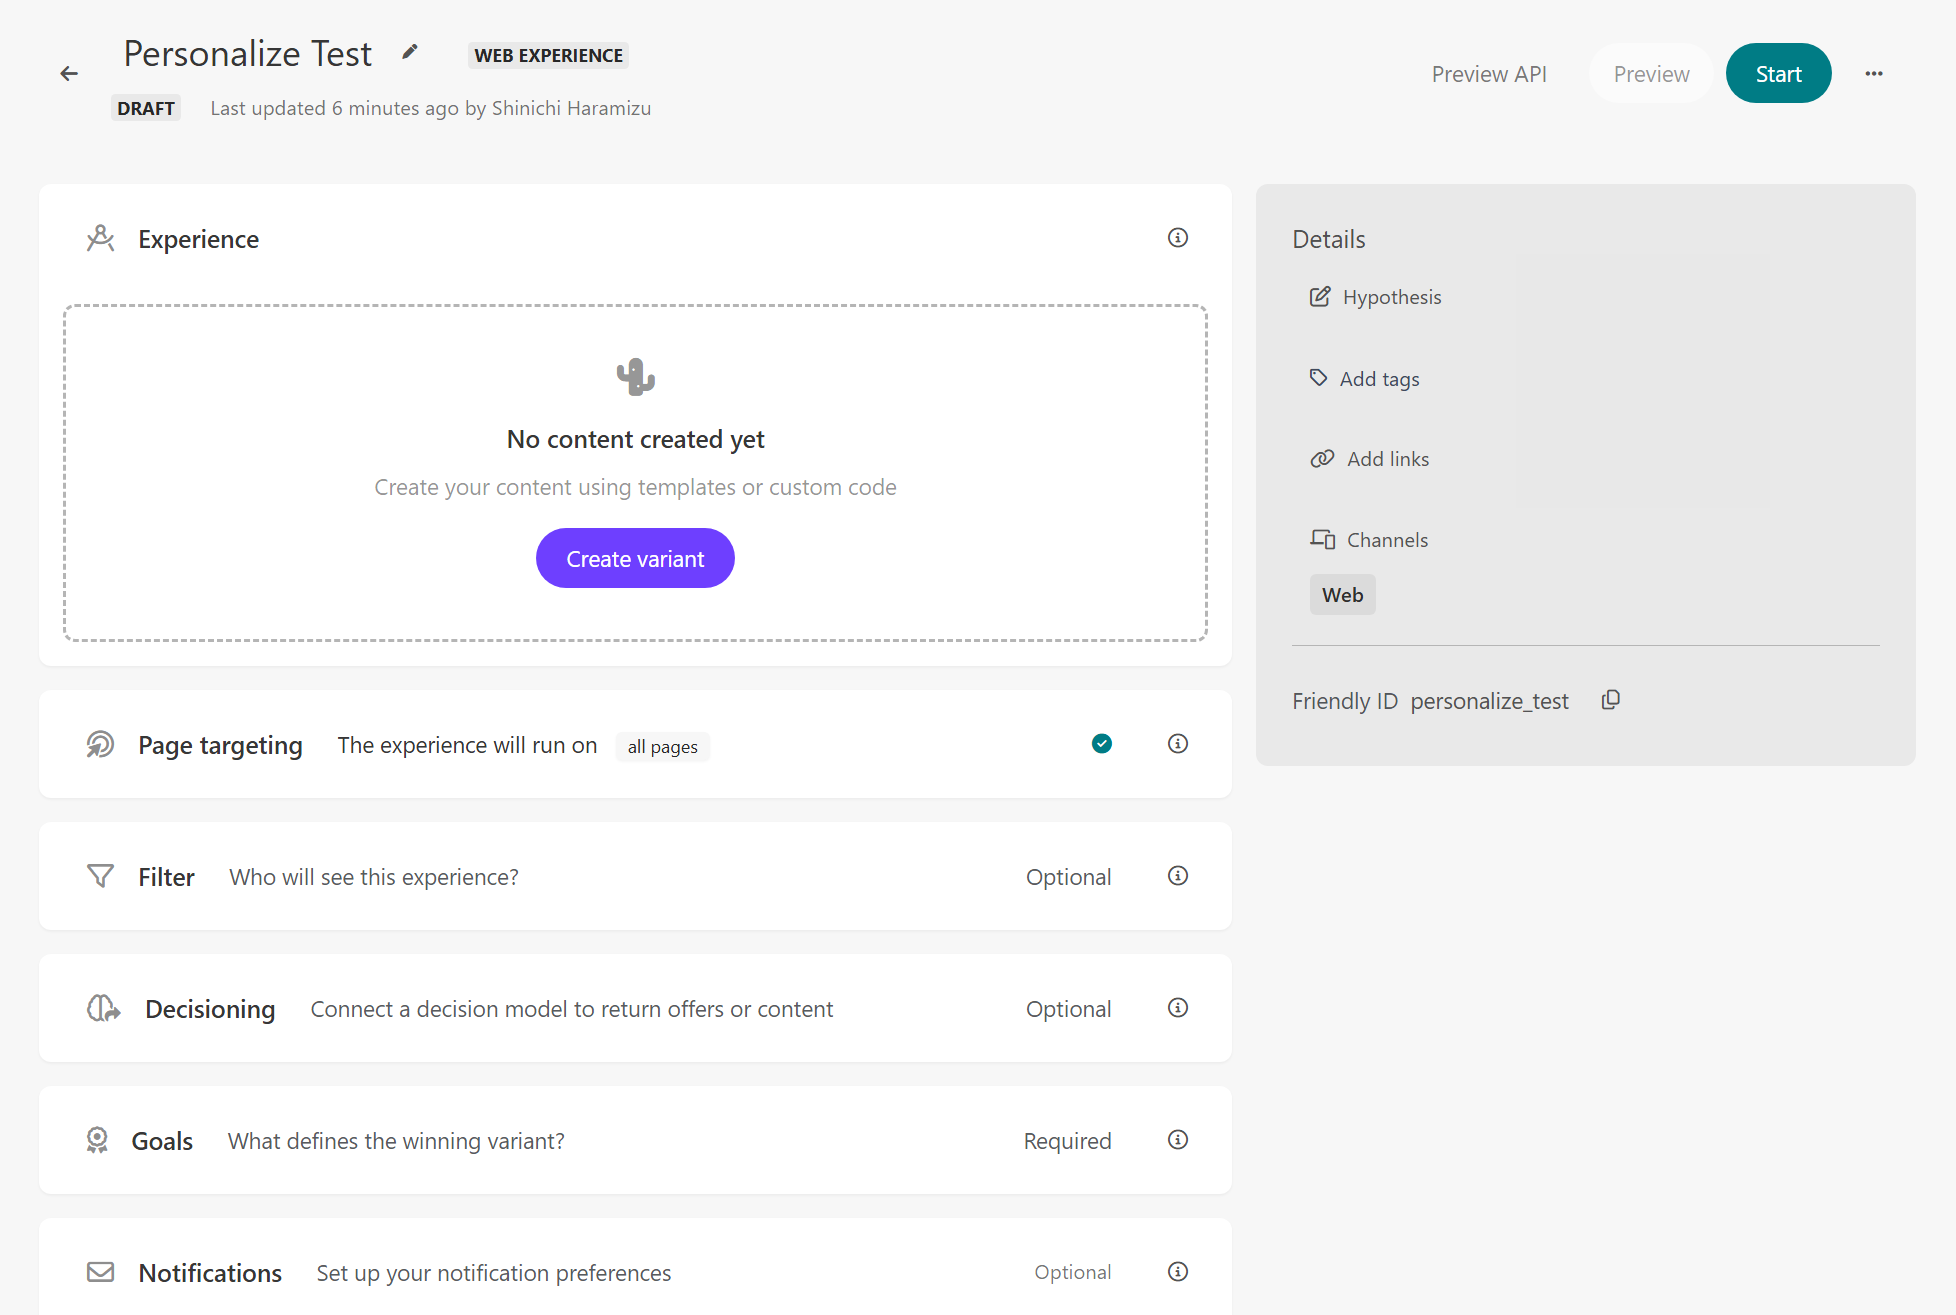 Personalize Test
WEB EXPERIENCE
DRAFT
Last updated 6 minutes ago by Shinichi Haramizu
Preview API
Preview
Start
Experience
No content created yet
Create your content using templates or custom code
Create variant
Page targeting
The experience will run on all pages
Filter
Who will see this experience?
Optional
Decisioning
Connect a decision model to return offers or content
Optional
Goals
What defines the winning variant?
Required
Notifications
Set up your notification preferences
Optional
Details
Hypothesis
Add tags
Add links
Channels
Web
Friendly ID personalize_test